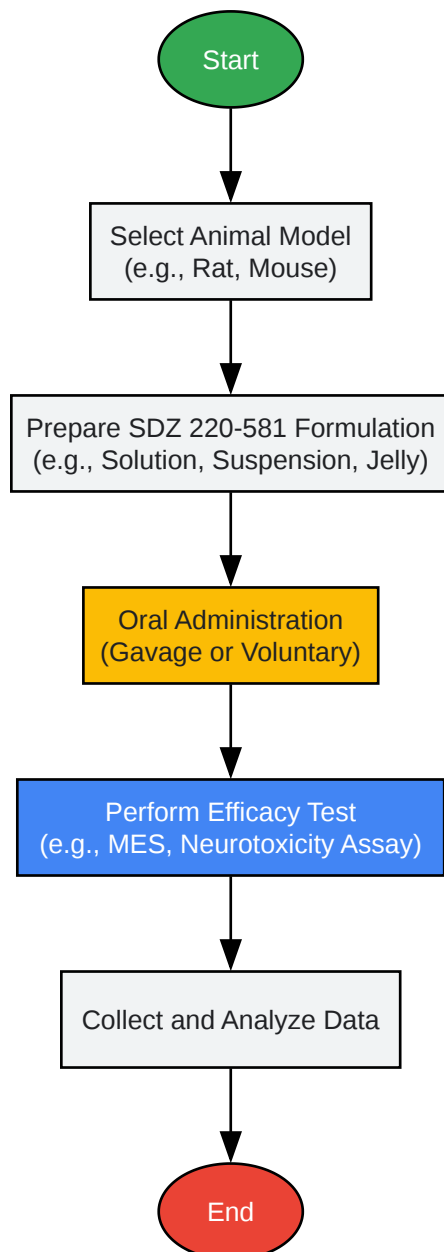 Start
Select Animal Model
(e.g., Rat, Mouse)
Prepare SDZ 220-581 Formulation
(e.g., Solution, Suspension, Jelly)
Oral Administration
(Gavage or Voluntary)
Perform Efficacy Test
(e.g., MES, Neurotoxicity Assay)
Collect and Analyze Data
End